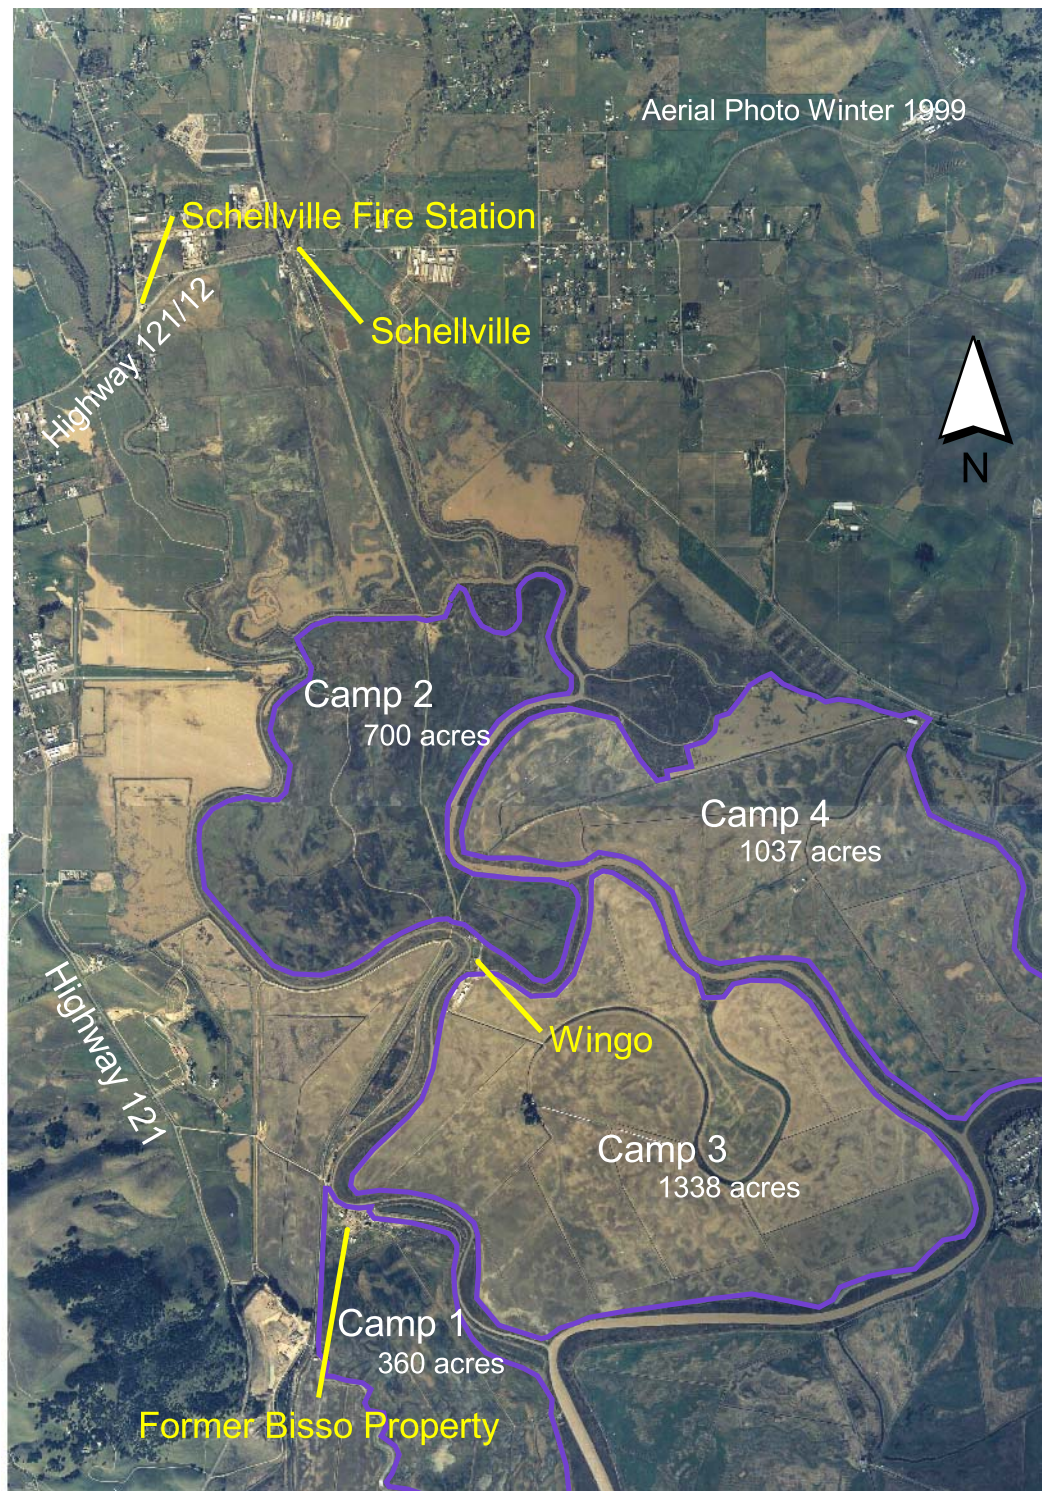 Aerial Photo Winter 1999
Schellville Fire Station
Highway 121/12
Schellville
N
Camp 2
700 acres
Camp 4
1037 acres
Highway 121
Wingo
Camp 3
1338 acres
Camp 1
360 acres
Former Bisso Property